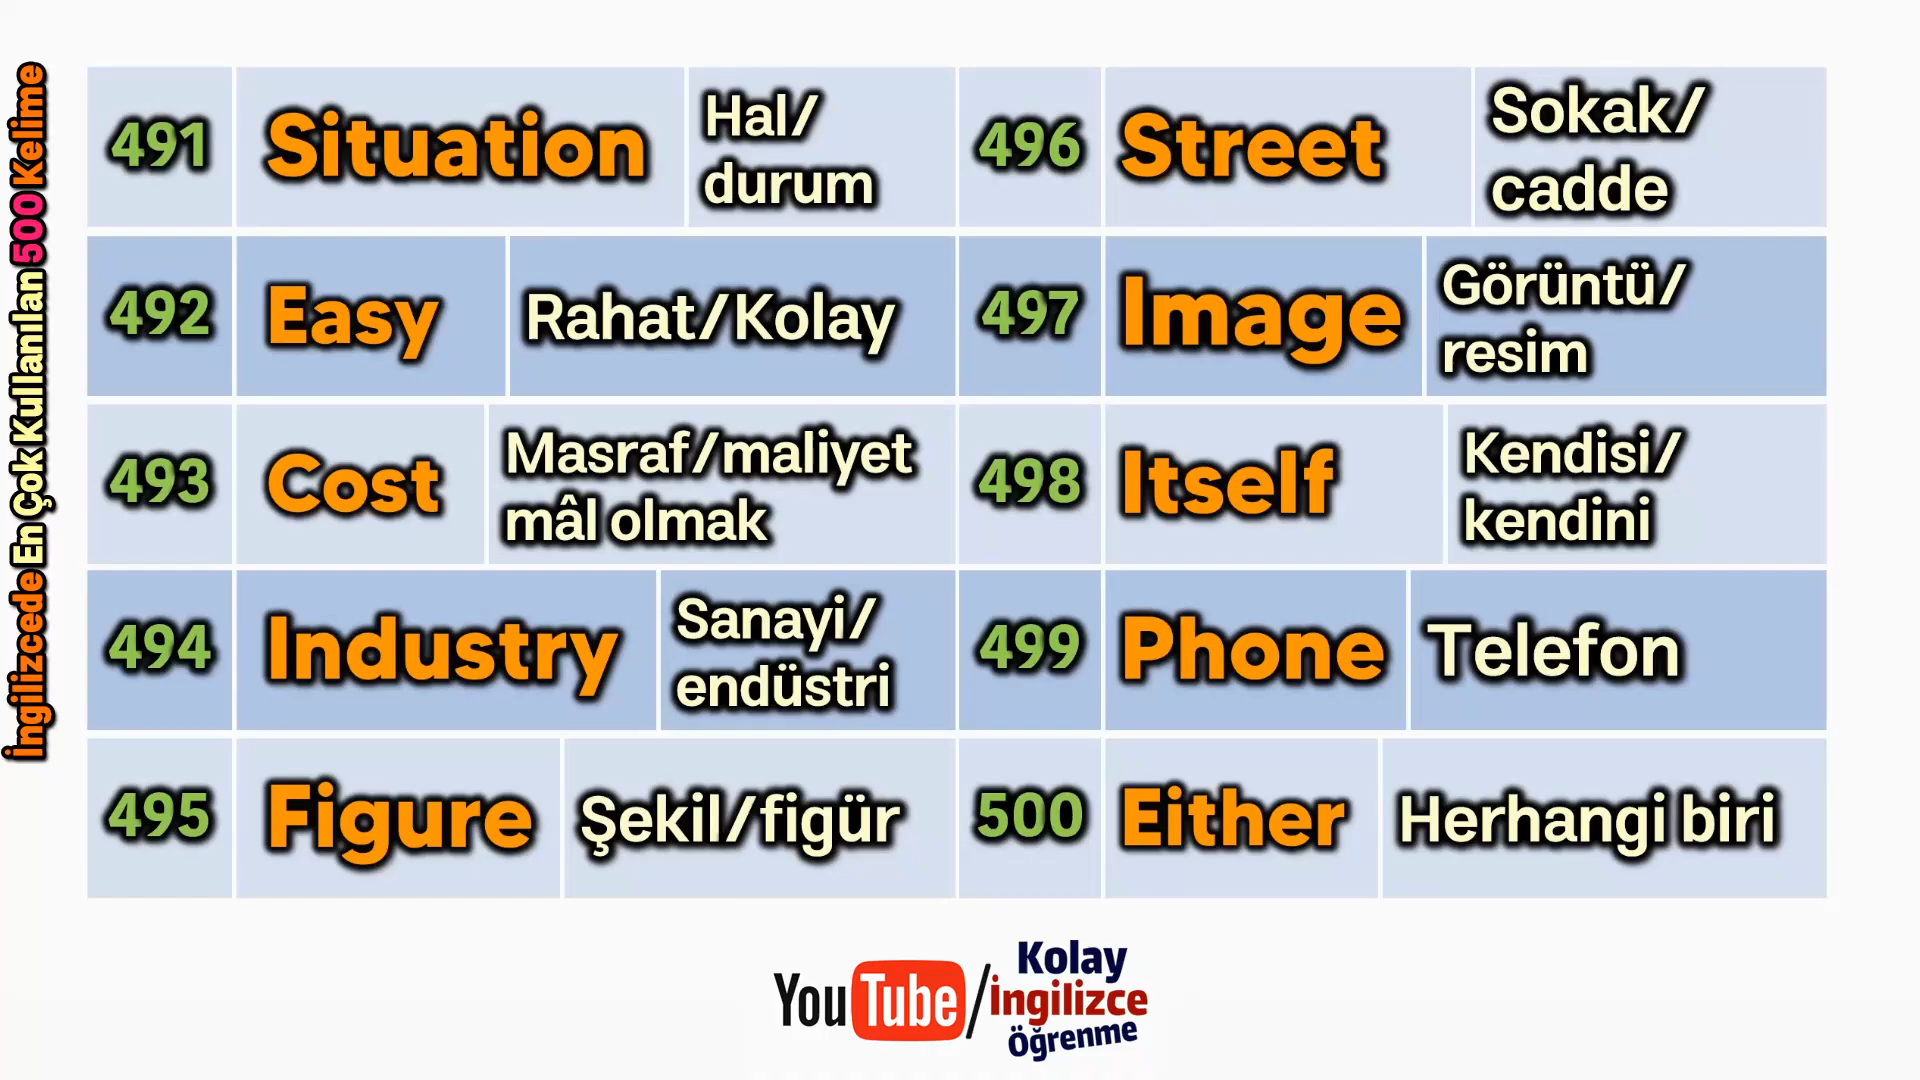 İngilizcede En Çok Kullanılan 500 Kelime
491 Situation Hal/
durum
492 Easy Rahat/Kolay
493 Cost Masraf/maliyet
mâl olmak
494 Industry Sanayi/
endüstri
495 Figure Şekil/figür
496 Street Sokak/
cadde
497 Image Görüntü/
resim
498 Itself Kendisi/
kendini
499 Phone Telefon
500 Either Herhangi biri
YouTube/Kolay
İngilizce
Öğrenme